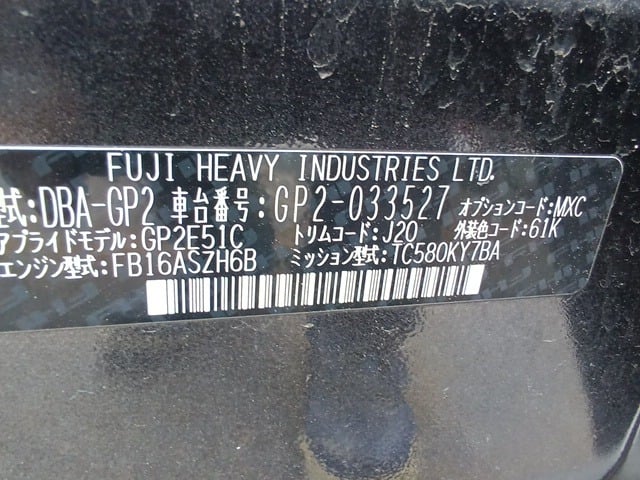 FUJI HEAVY INDUSTRIES LTD.
式:DBA-GP2 車台番号:GP2-033527 オプションコード:MXC
アプライドモデル:GP2E51C トリムコード:J20 外装色コード:61K
エンジン型式:FB16ASZH6B ミッション型式:TC580KY7BA